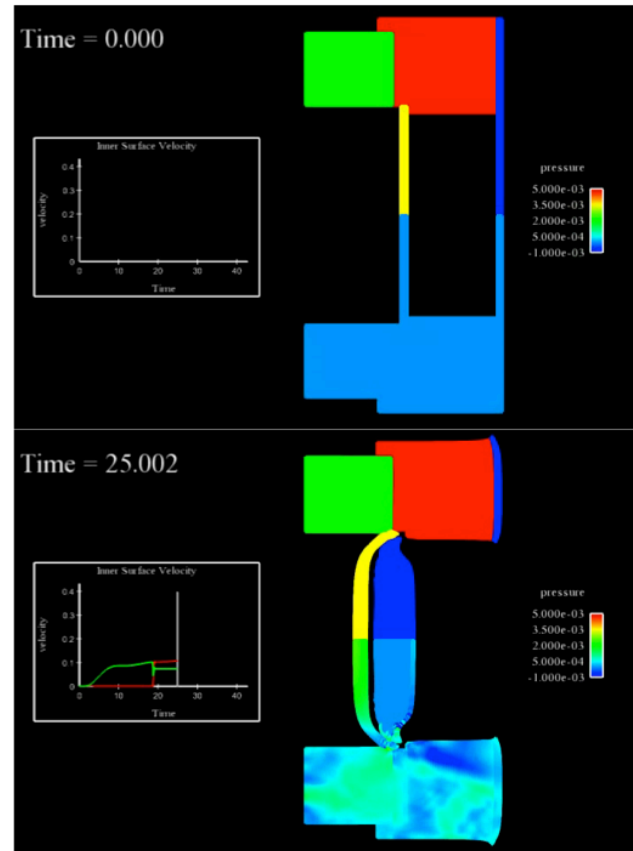 Time = 0.000
Inner Surface Velocity
velocity
0.4
0.3
0.2
0.1
0
0 10 20 30 40
Time
pressure
5.000e-03
3.500e-03
2.000e-03
5.000e-04
-1.000e-03
Time = 25.002
Inner Surface Velocity
velocity
0.4
0.3
0.2
0.1
0
0 10 20 30 40
Time
pressure
5.000e-03
3.500e-03
2.000e-03
5.000e-04
-1.000e-03